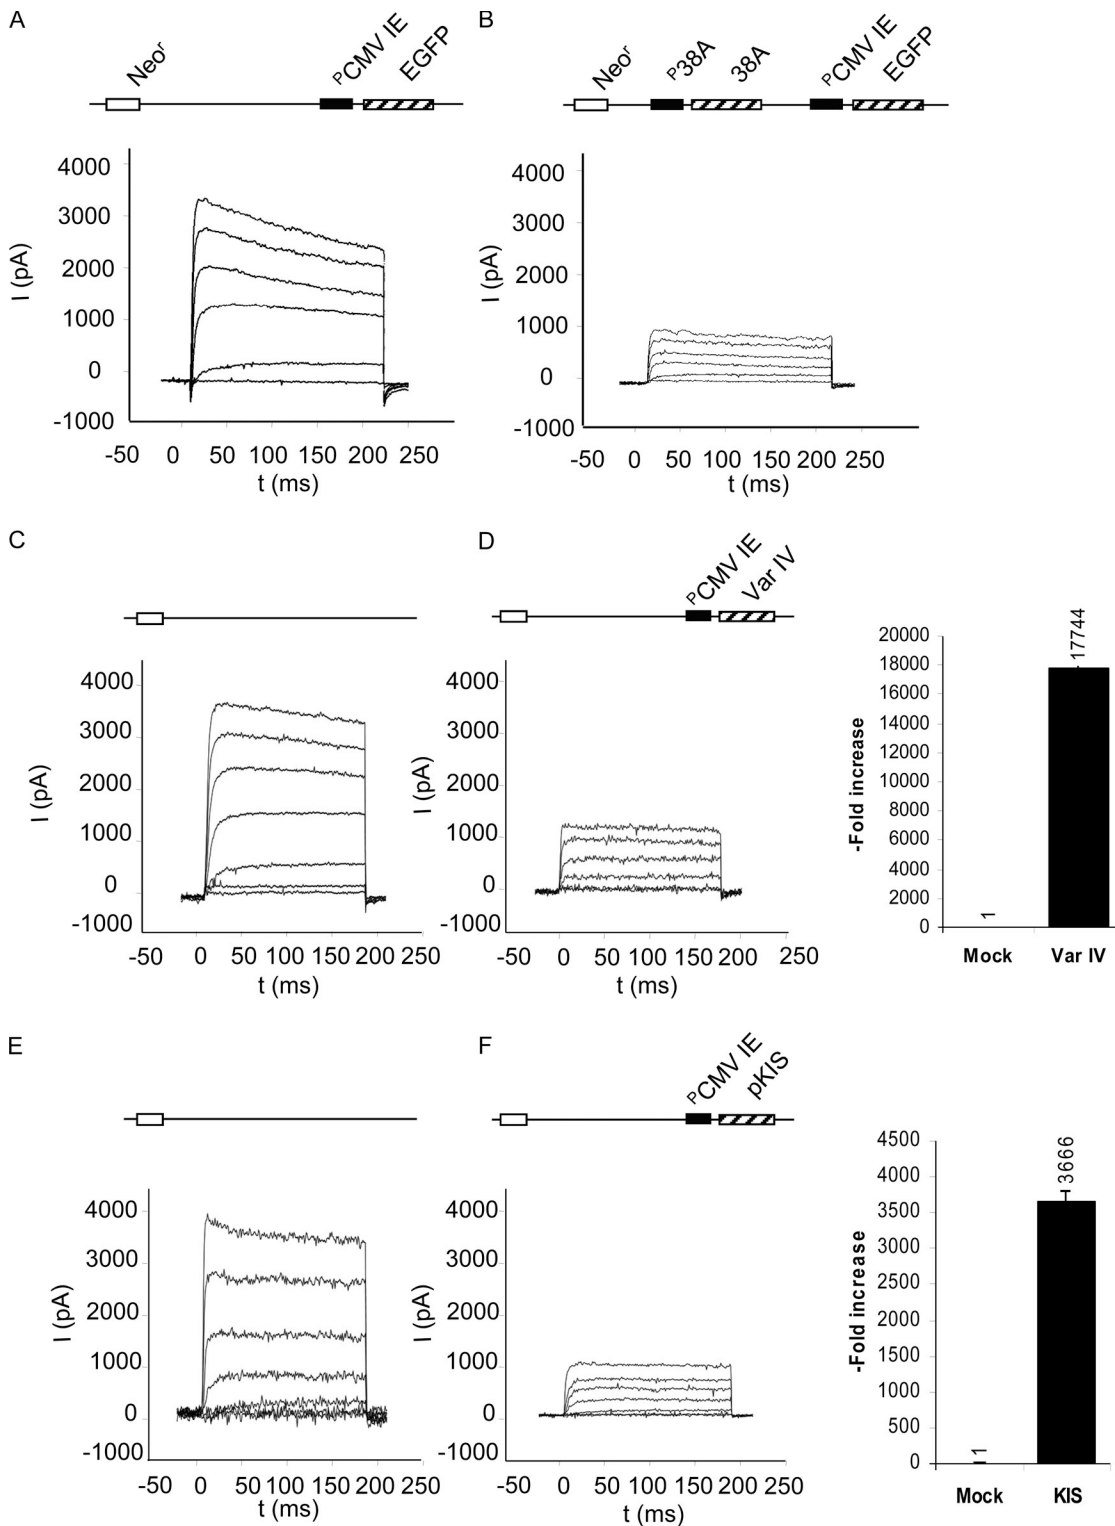 A
B
Neoʳ
ᴾCMV IE
EGFP
Neoʳ
ᴾ38A
38A
ᴾCMV IE
EGFP
4000
3000
2000
1000
0
-1000
I (pA)
-50 0 50 100 150 200 250
t (ms)
4000
3000
2000
1000
0
-1000
I (pA)
-50 0 50 100 150 200 250
t (ms)
C
D
ᴾCMV IE
Var IV
4000
3000
2000
1000
0
-1000
I (pA)
-50 0 50 100 150 200 250
t (ms)
4000
3000
2000
1000
0
-1000
I (pA)
-50 0 50 100 150 200 250
t (ms)
20000
18000
16000
14000
12000
10000
8000
6000
4000
2000
0
-Fold increase
1
17744
Mock Var IV
E
F
ᴾCMV IE
pKIS
4000
3000
2000
1000
0
-1000
I (pA)
-50 0 50 100 150 200 250
t (ms)
4000
3000
2000
1000
0
-1000
I (pA)
-50 0 50 100 150 200 250
t (ms)
4500
4000
3500
3000
2500
2000
1500
1000
500
0
-Fold increase
1
3666
Mock KIS